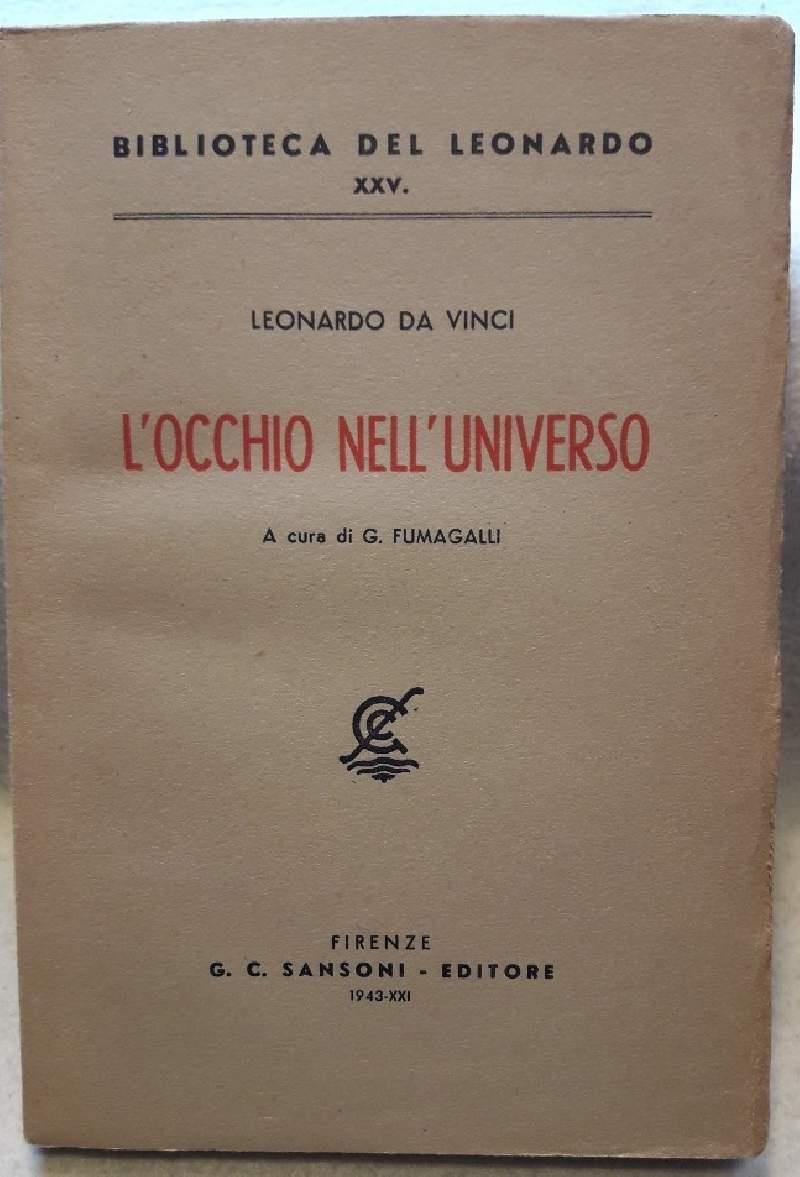 BIBLIOTECA DEL LEONARDO
XXV.
LEONARDO DA VINCI
L'OCCHIO NELL'UNIVERSO
A cura di G. FUMAGALLI
FIRENZE
G. C. SANSONI - EDITORE
1943-XXI